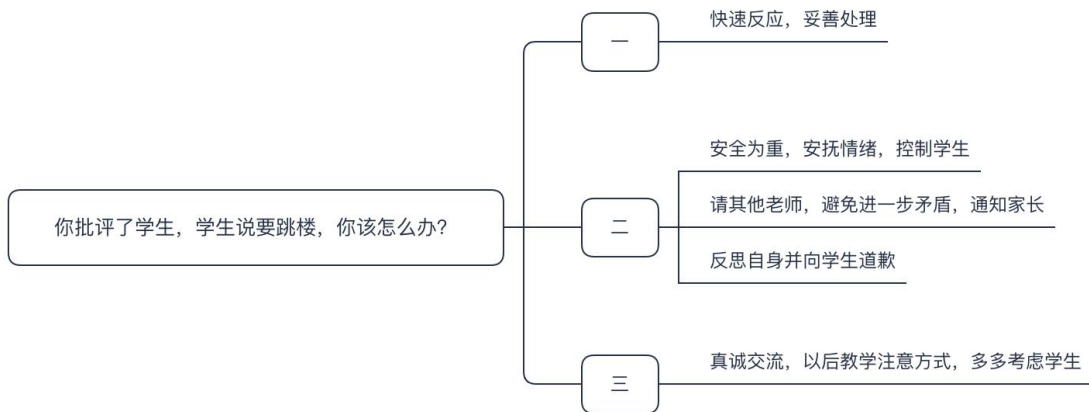 你批评了学生，学生说要跳楼，你该怎么办？
一
快速反应，妥善处理
二
安全为重，安抚情绪，控制学生
请其他老师，避免进一步矛盾，通知家长
反思自身并向学生道歉
三
真诚交流，以后教学注意方式，多多考虑学生